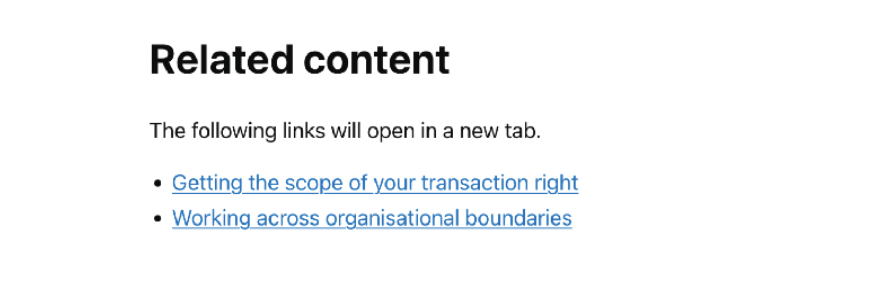 Related content
The following links will open in a new tab.
Getting the scope of your transaction right
Working across organisational boundaries